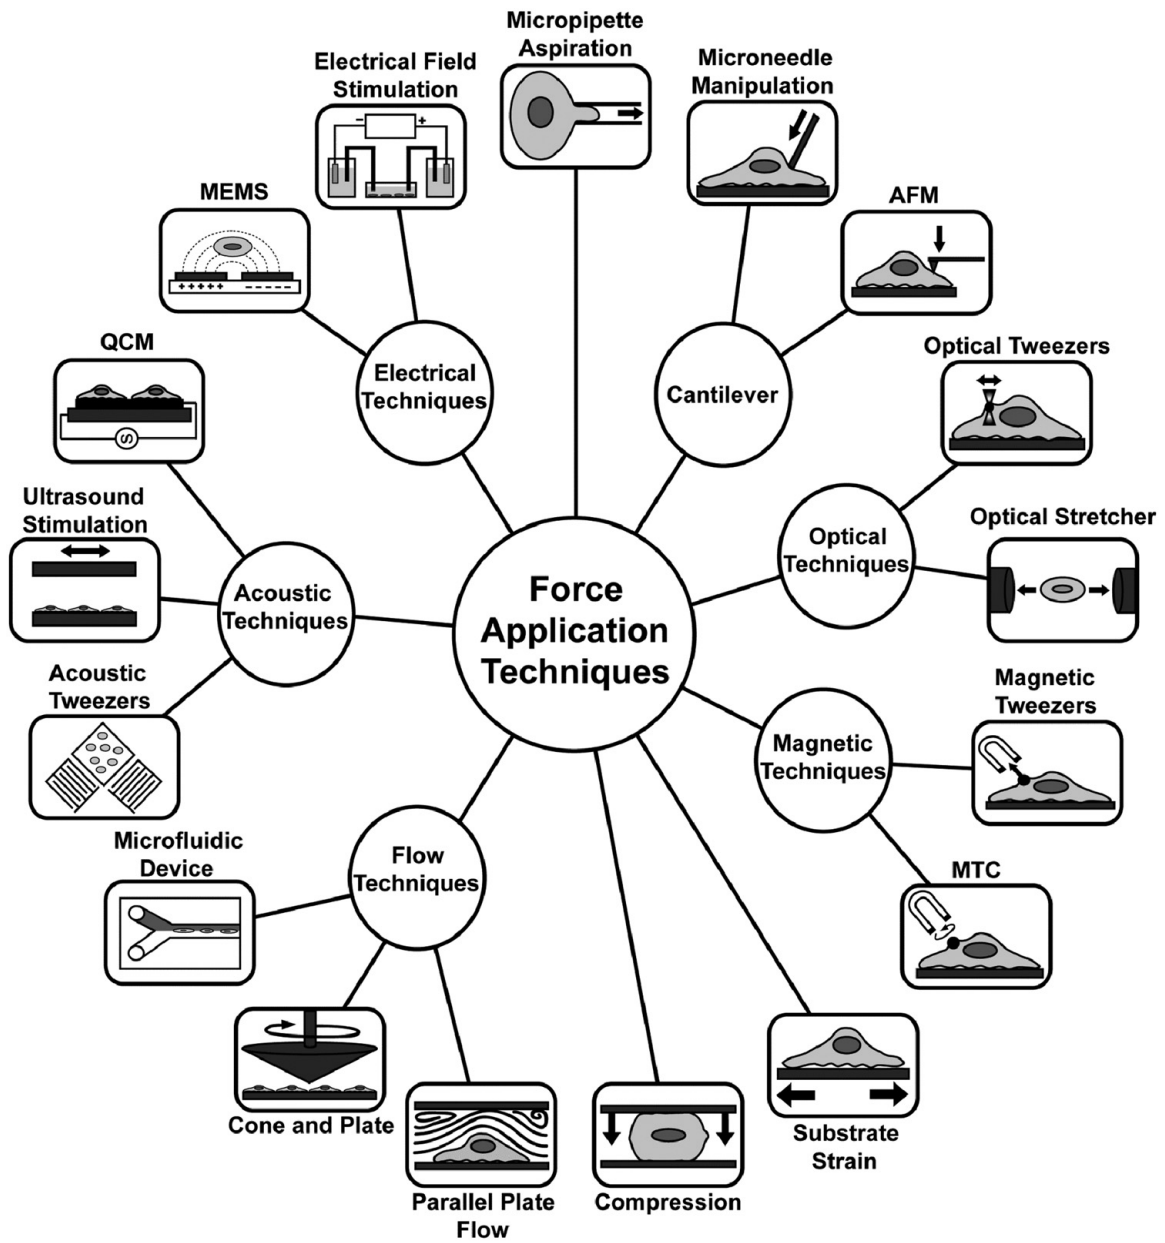 Micropipette
Aspiration
Electrical Field
Stimulation
Microneedle
Manipulation
− +
MEMS
AFM
+++++ −−−−−
QCM
Electrical
Techniques
Cantilever
Optical Tweezers
S
Ultrasound
Stimulation
Optical Stretcher
Optical
Techniques
Acoustic
Techniques
Force
Application
Techniques
Acoustic
Tweezers
Magnetic
Tweezers
Magnetic
Techniques
Microfluidic
Device
Flow
Techniques
MTC
Cone and Plate
Substrate
Strain
Parallel Plate
Flow
Compression